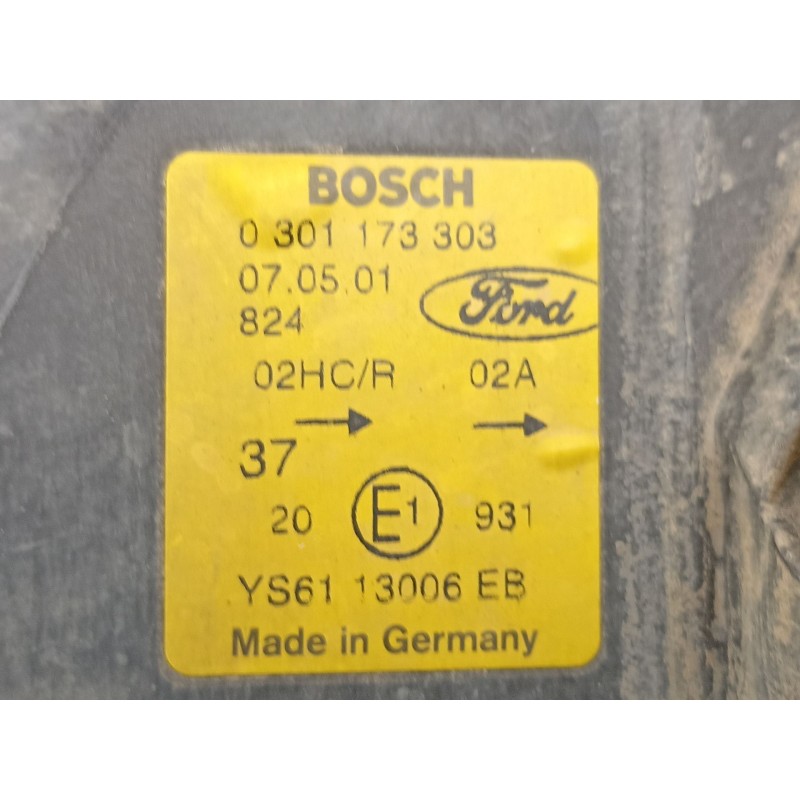 BOSCH
0 301 173 303
07.05.01
Ford
824
02HC/R 02A
37
20 E1 931
YS61 13006 EB
Made in Germany